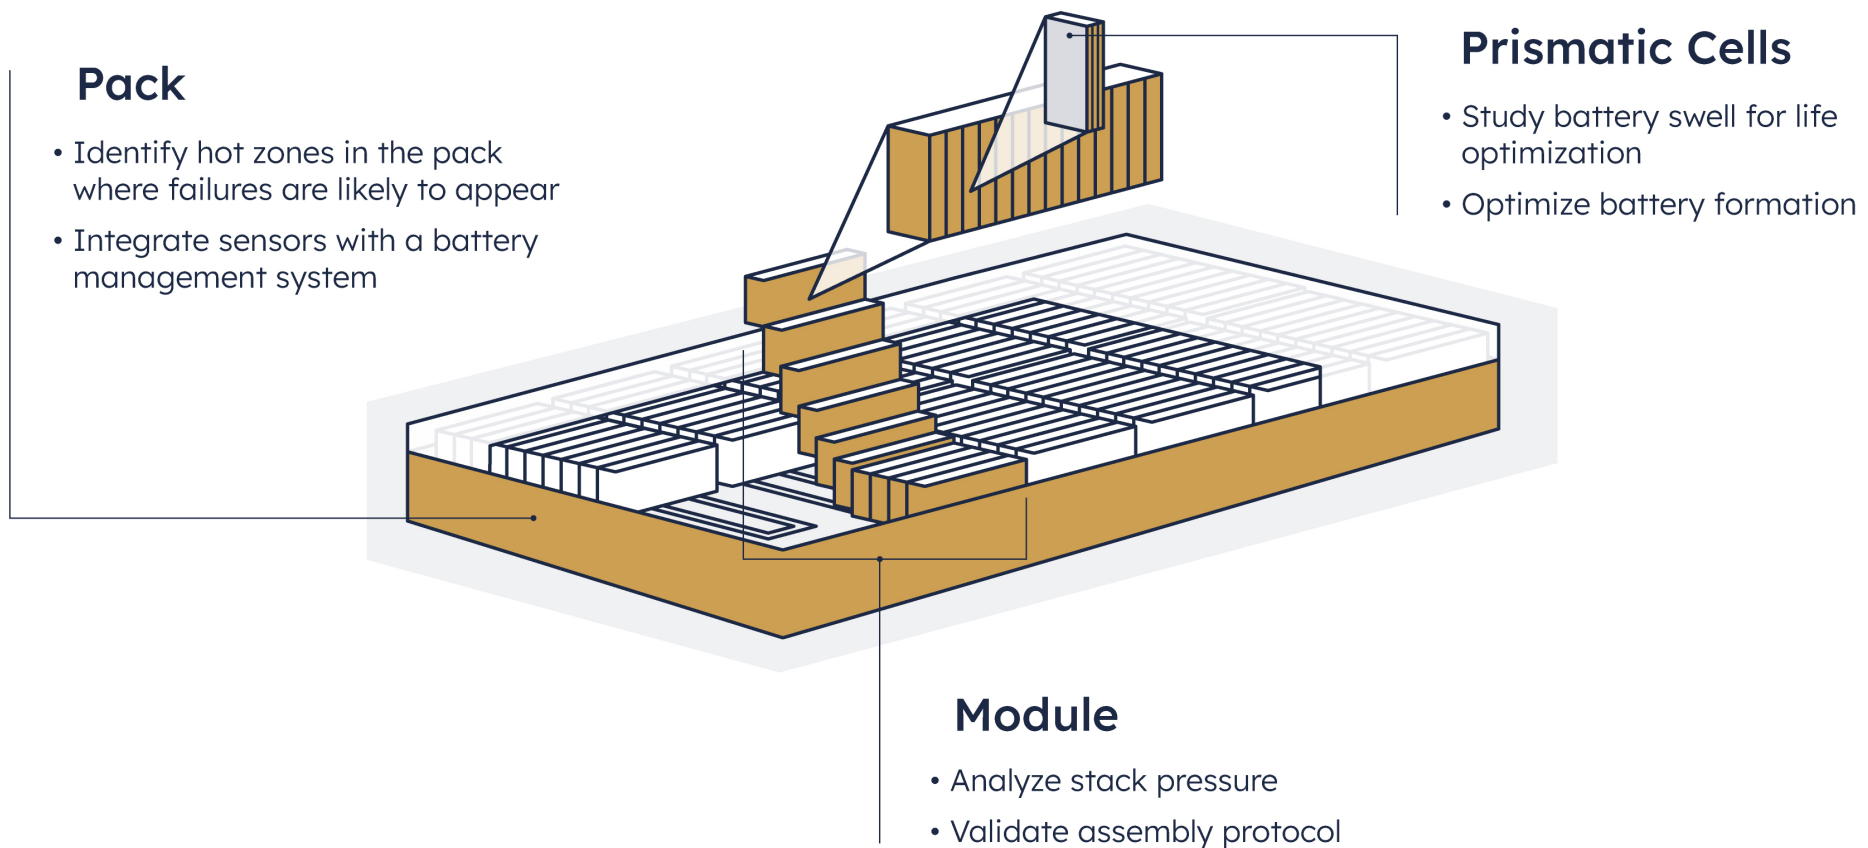 Pack
• Identify hot zones in the pack
where failures are likely to appear
• Integrate sensors with a battery
management system
Prismatic Cells
• Study battery swell for life
optimization
• Optimize battery formation
Module
• Analyze stack pressure
• Validate assembly protocol